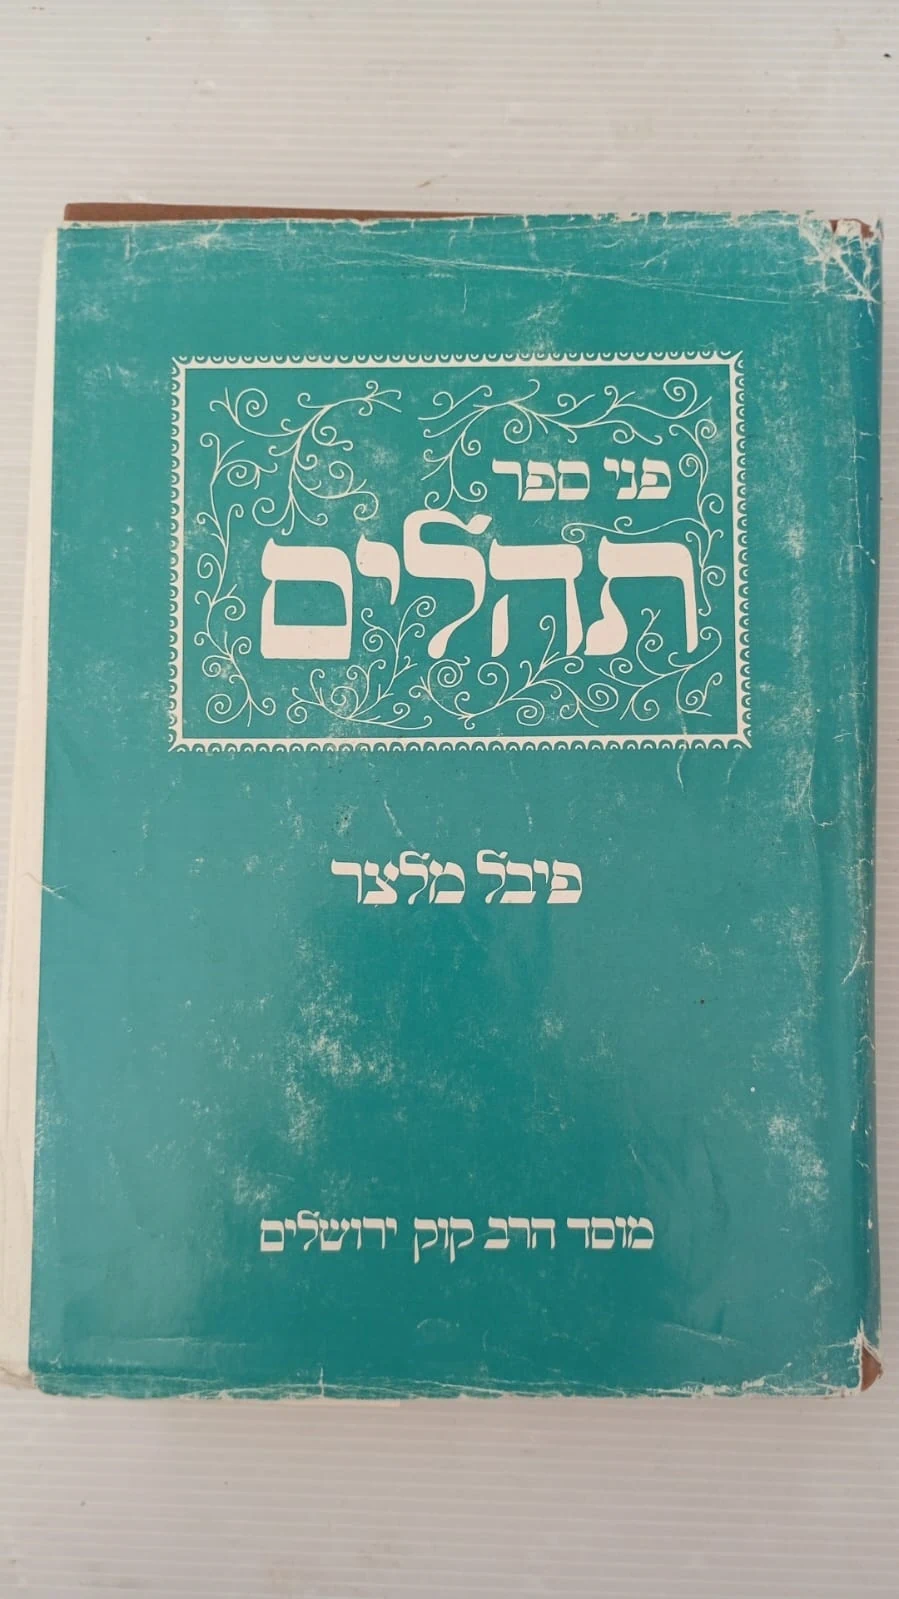 פני ספר
תהלים
פיבל מלצר
מוסד הרב קוק ירושלים